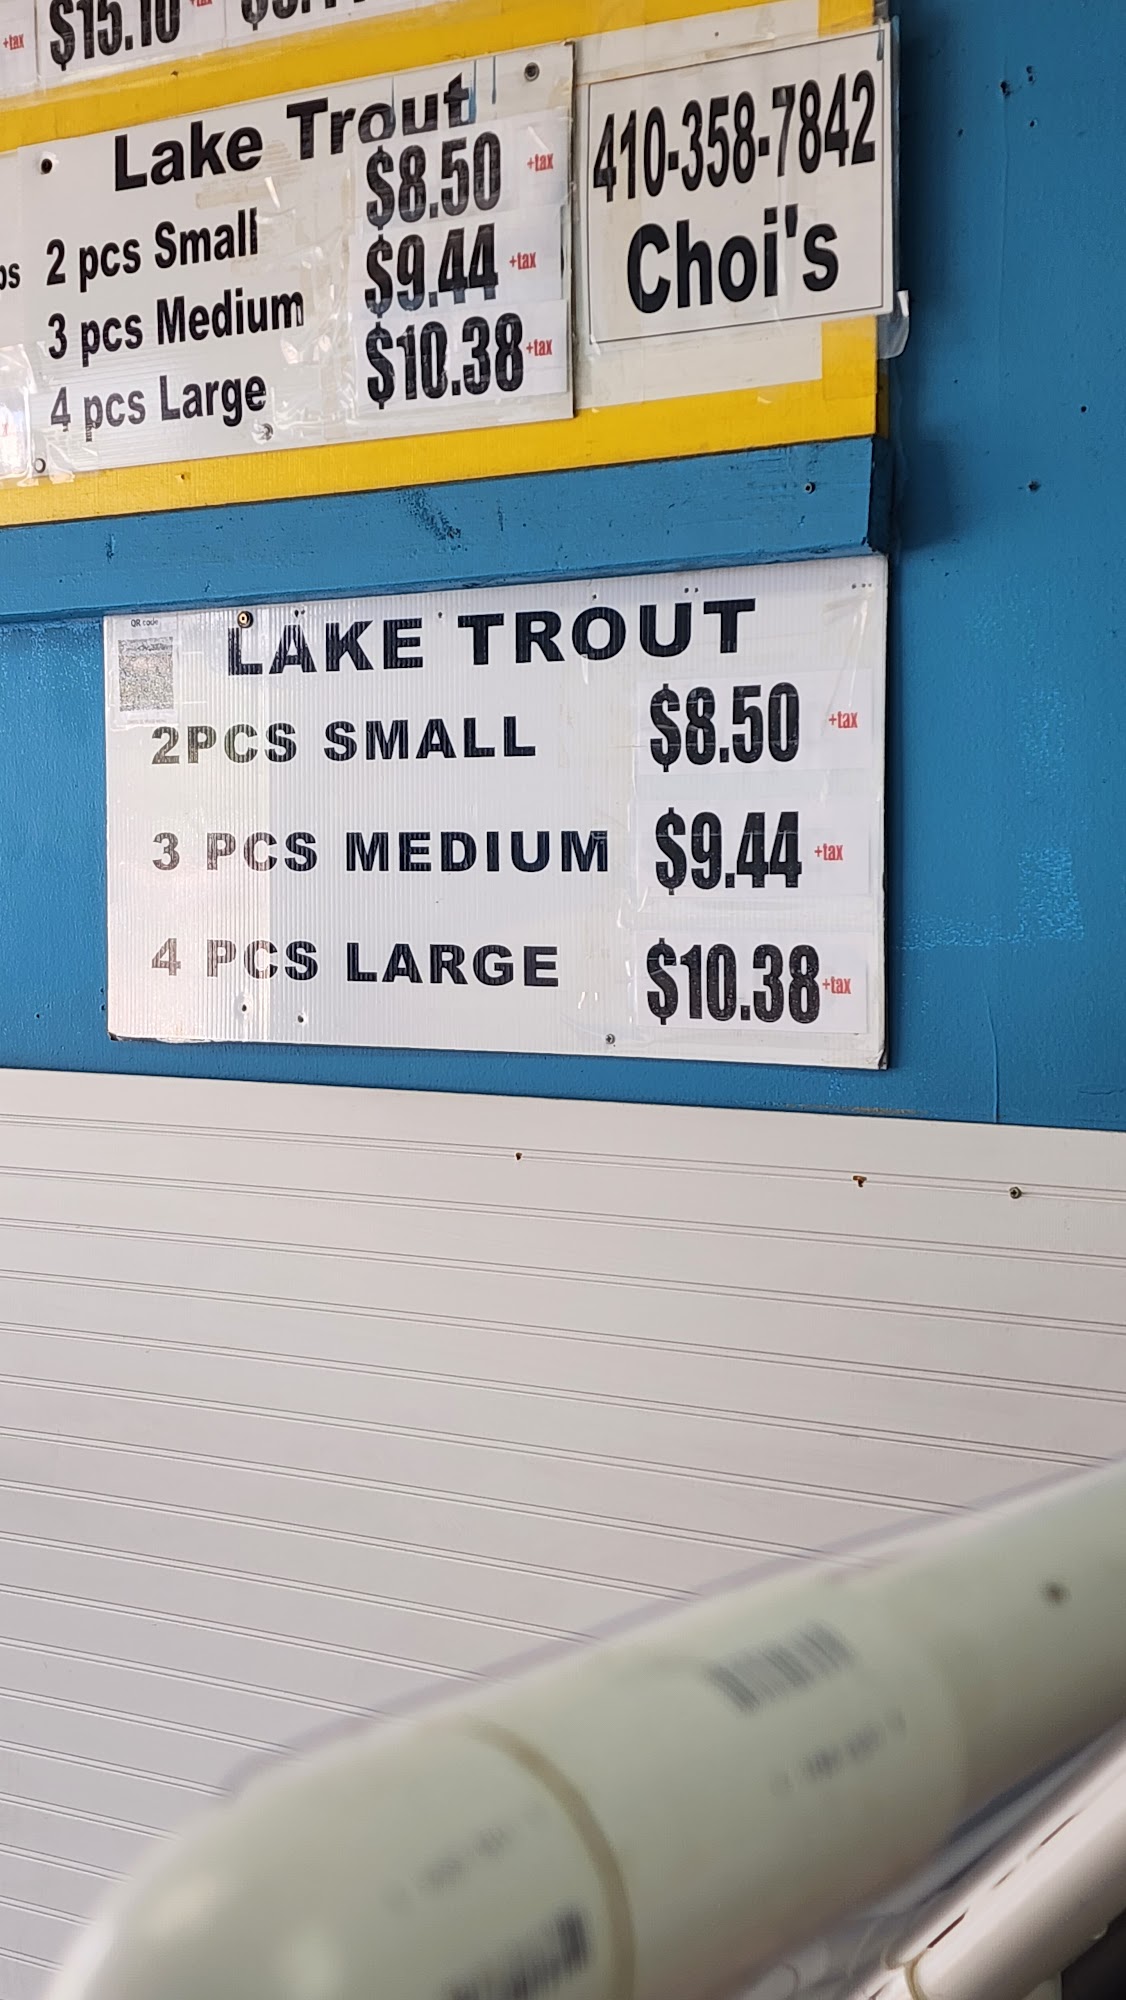 +tax $15.10
Lake Trout
2 pcs Small $8.50 +tax
3 pcs Medium $9.44 +tax
4 pcs Large $10.38 +tax
410-358-7842
Choi's
QR code
LAKE TROUT
2PCS SMALL $8.50 +tax
3 PCS MEDIUM $9.44 +tax
4 PCS LARGE $10.38 +tax